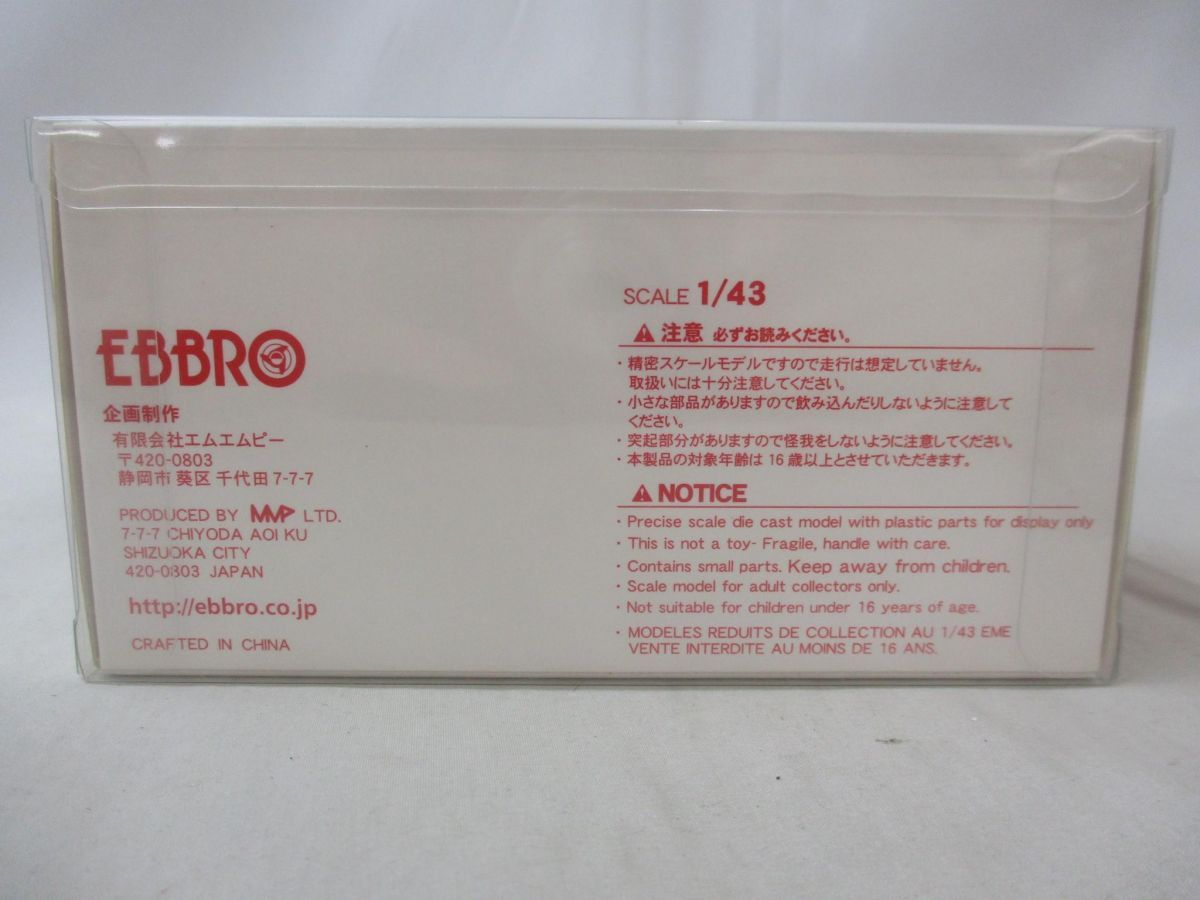 EBBRO
企画制作
有限会社エムエムピー
〒420-0803
静岡市 葵区 千代田 7-7-7
PRODUCED BY MMP LTD.
7-7-7 CHIYODA AOI KU
SHIZUOKA CITY
420-0803 JAPAN
http://ebbro.co.jp
CRAFTED IN CHINA
SCALE 1/43
注意 必ずお読みください。
・精密スケールモデルですので走行は想定していません。
取扱いには十分注意してください。
・小さな部品がありますので飲み込んだりしないように注意して
ください。
・突起部分がありますので怪我をしないように注意してください。
・本製品の対象年齢は 16 歳以上とさせていただきます。
NOTICE
・Precise scale die cast model with plastic parts for display only
・This is not a toy- Fragile, handle with care.
・Contains small parts. Keep away from children.
・Scale model for adult collectors only.
・Not suitable for children under 16 years of age.
・MODELES REDUITS DE COLLECTION AU 1/43 EME
VENTE INTERDITE AU MOINS DE 16 ANS.